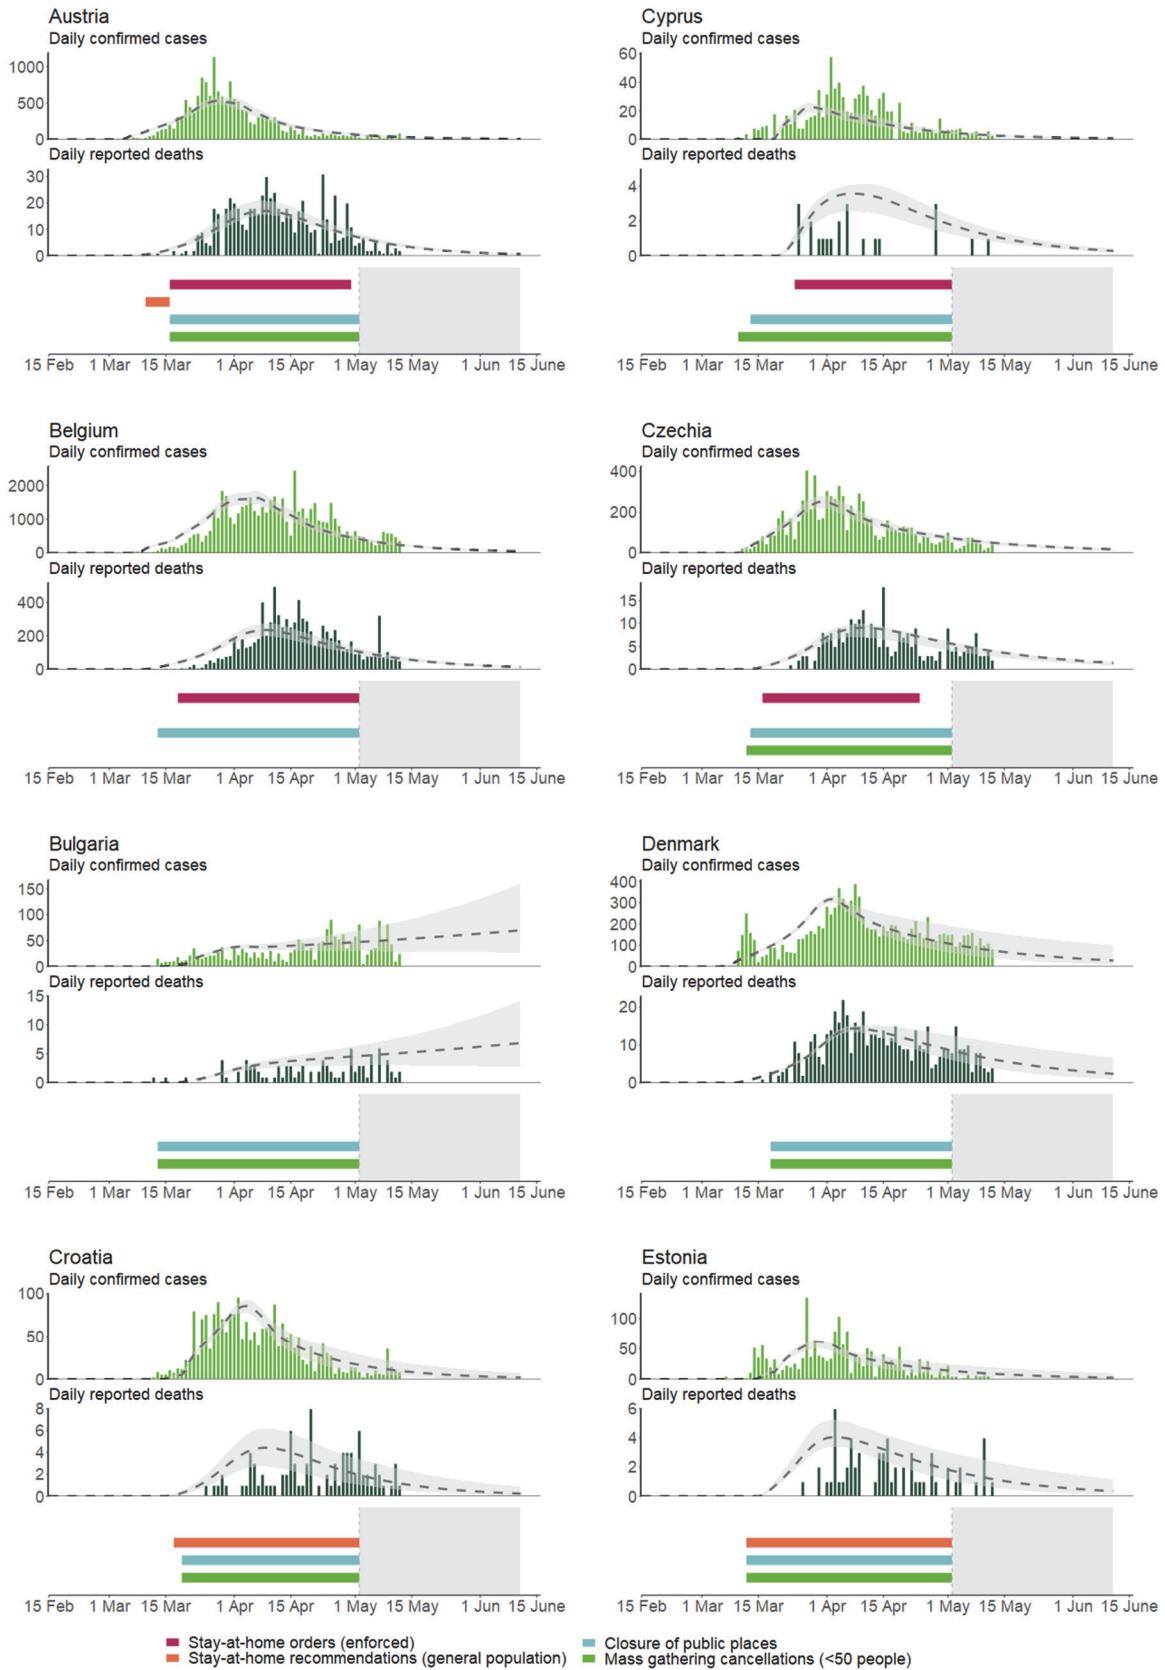 Austria
Daily confirmed cases
1000
500
0
Daily reported deaths
30
20
10
0
15 Feb 1 Mar 15 Mar 1 Apr 15 Apr 1 May 15 May 1 Jun 15 June
Cyprus
Daily confirmed cases
60
40
20
0
Daily reported deaths
4
2
0
15 Feb 1 Mar 15 Mar 1 Apr 15 Apr 1 May 15 May 1 Jun 15 June
Belgium
Daily confirmed cases
2000
1000
0
Daily reported deaths
400
200
0
15 Feb 1 Mar 15 Mar 1 Apr 15 Apr 1 May 15 May 1 Jun 15 June
Czechia
Daily confirmed cases
400
200
0
Daily reported deaths
15
10
5
0
15 Feb 1 Mar 15 Mar 1 Apr 15 Apr 1 May 15 May 1 Jun 15 June
Bulgaria
Daily confirmed cases
150
100
50
0
Daily reported deaths
15
10
5
0
15 Feb 1 Mar 15 Mar 1 Apr 15 Apr 1 May 15 May 1 Jun 15 June
Denmark
Daily confirmed cases
400
300
200
100
0
Daily reported deaths
20
10
0
15 Feb 1 Mar 15 Mar 1 Apr 15 Apr 1 May 15 May 1 Jun 15 June
Croatia
Daily confirmed cases
100
50
0
Daily reported deaths
8
6
4
2
0
15 Feb 1 Mar 15 Mar 1 Apr 15 Apr 1 May 15 May 1 Jun 15 June
Estonia
Daily confirmed cases
100
50
0
Daily reported deaths
6
4
2
0
15 Feb 1 Mar 15 Mar 1 Apr 15 Apr 1 May 15 May 1 Jun 15 June
Stay-at-home orders (enforced)
Stay-at-home recommendations (general population)
Closure of public places
Mass gathering cancellations (<50 people)